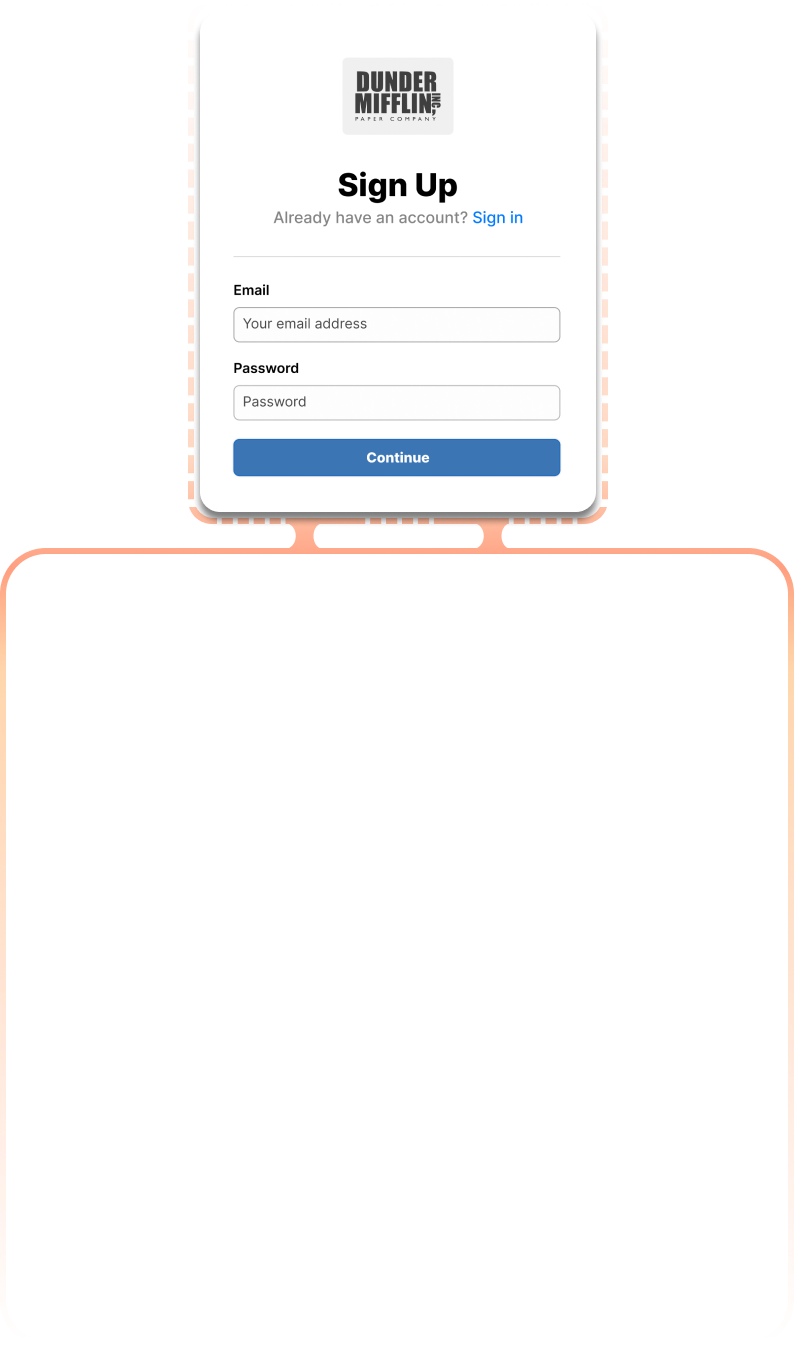 DUNDER
MIFFLIN, INC
PAPER COMPANY
Sign Up
Already have an account? Sign in
Email
Your email address
Password
Password
Continue